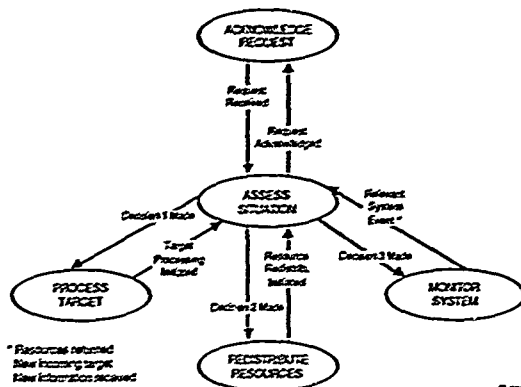 ACKNOWLEDGE
REQUEST
Request
Received
Request
Acknowledged
ASSESS
SITUATION
Relevant
System
Event *
Decision 1 Made
Target
Processing
Initiated
Resource
Redistrib.
Initiated
Decision 3 Made
PROCESS
TARGET
MONITOR
SYSTEM
Decision 2 Made
REDISTRIBUTE
RESOURCES
* Resources returned
New incoming target
New information received